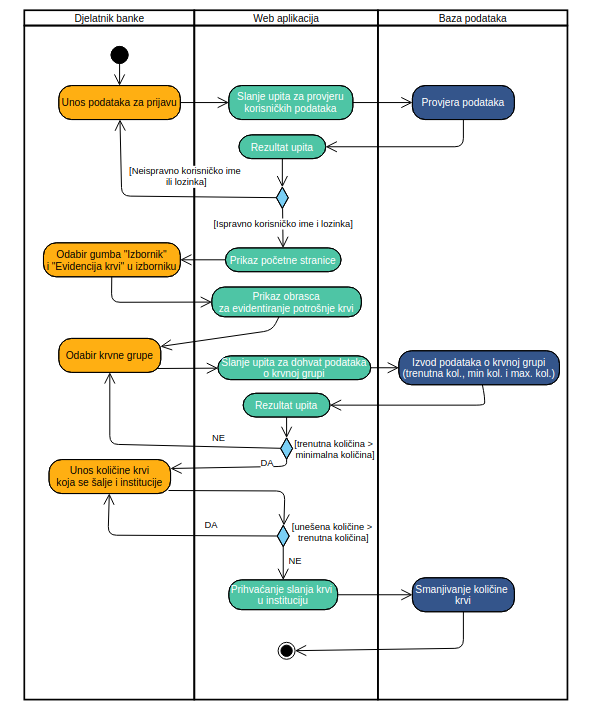 Djelatnik banke
Web aplikacija
Baza podataka
Unos podataka za prijavu
Slanje upita za provjeru
korisničkih podataka
Provjera podataka
Rezultat upita
[Neispravno korisničko ime
ili lozinka]
[Ispravno korisničko ime i lozinka]
Odabir gumba "Izbornik"
i "Evidencija krvi" u izborniku
Prikaz početne stranice
Prikaz obrasca
za evidentiranje potrošnje krvi
Odabir krvne grupe
Slanje upita za dohvat podataka
o krvnoj grupi
Izvod podataka o krvnoj grupi
(trenutna kol., min kol. i max. kol.)
Rezultat upita
NE
[trenutna količina >
minimalna količina]
DA
Unos količine krvi
koja se šalje i institucije
DA
[unešena količine >
trenutna količina]
NE
Prihvaćanje slanja krvi
u instituciju
Smanjivanje količine
krvi